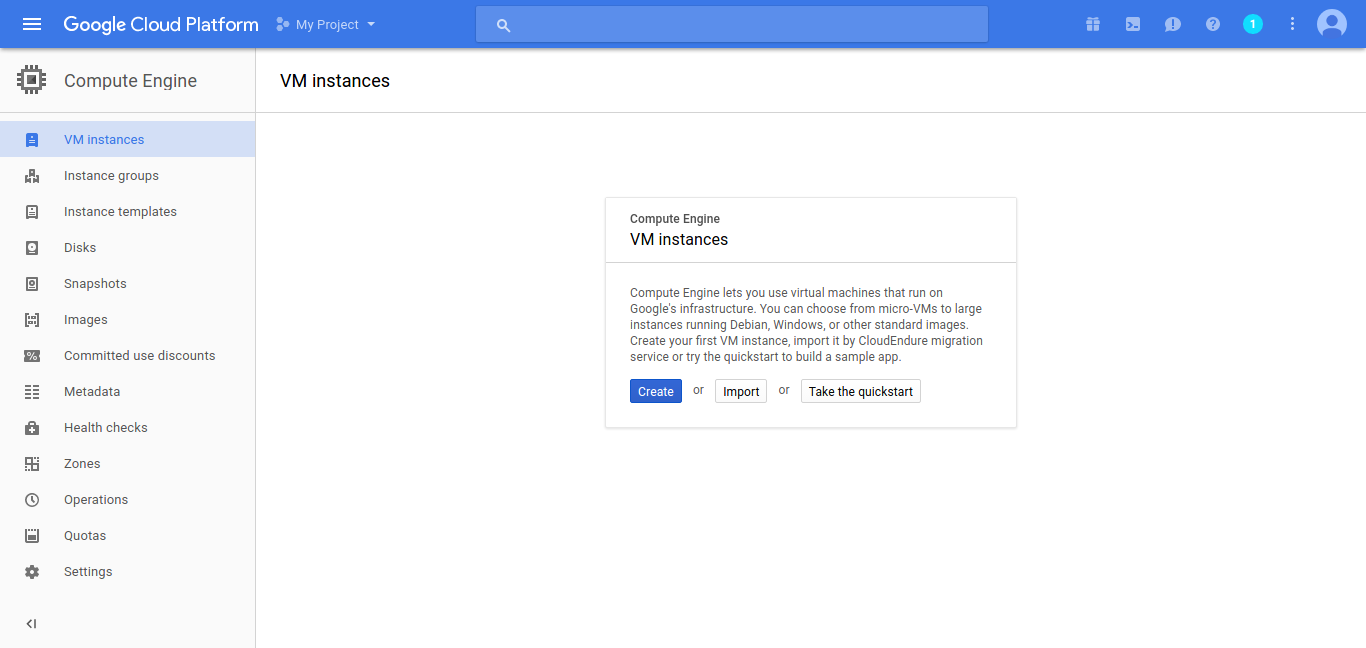 Google Cloud Platform
My Project
1
Compute Engine
VM instances
Instance groups
Instance templates
Disks
Snapshots
Images
Committed use discounts
Metadata
Health checks
Zones
Operations
Quotas
Settings
VM instances
Compute Engine
VM instances
Compute Engine lets you use virtual machines that run on
Google's infrastructure. You can choose from micro-VMs to large
instances running Debian, Windows, or other standard images.
Create your first VM instance, import it by CloudEndure migration
service or try the quickstart to build a sample app.
Create or Import or Take the quickstart